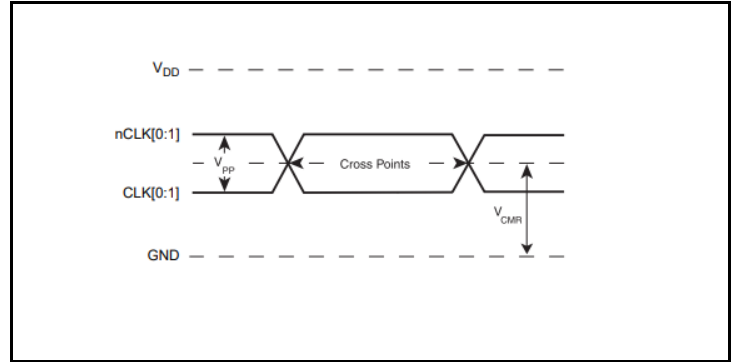 VDD
nCLK[0:1]
VPP
Cross Points
CLK[0:1]
VCMR
GND